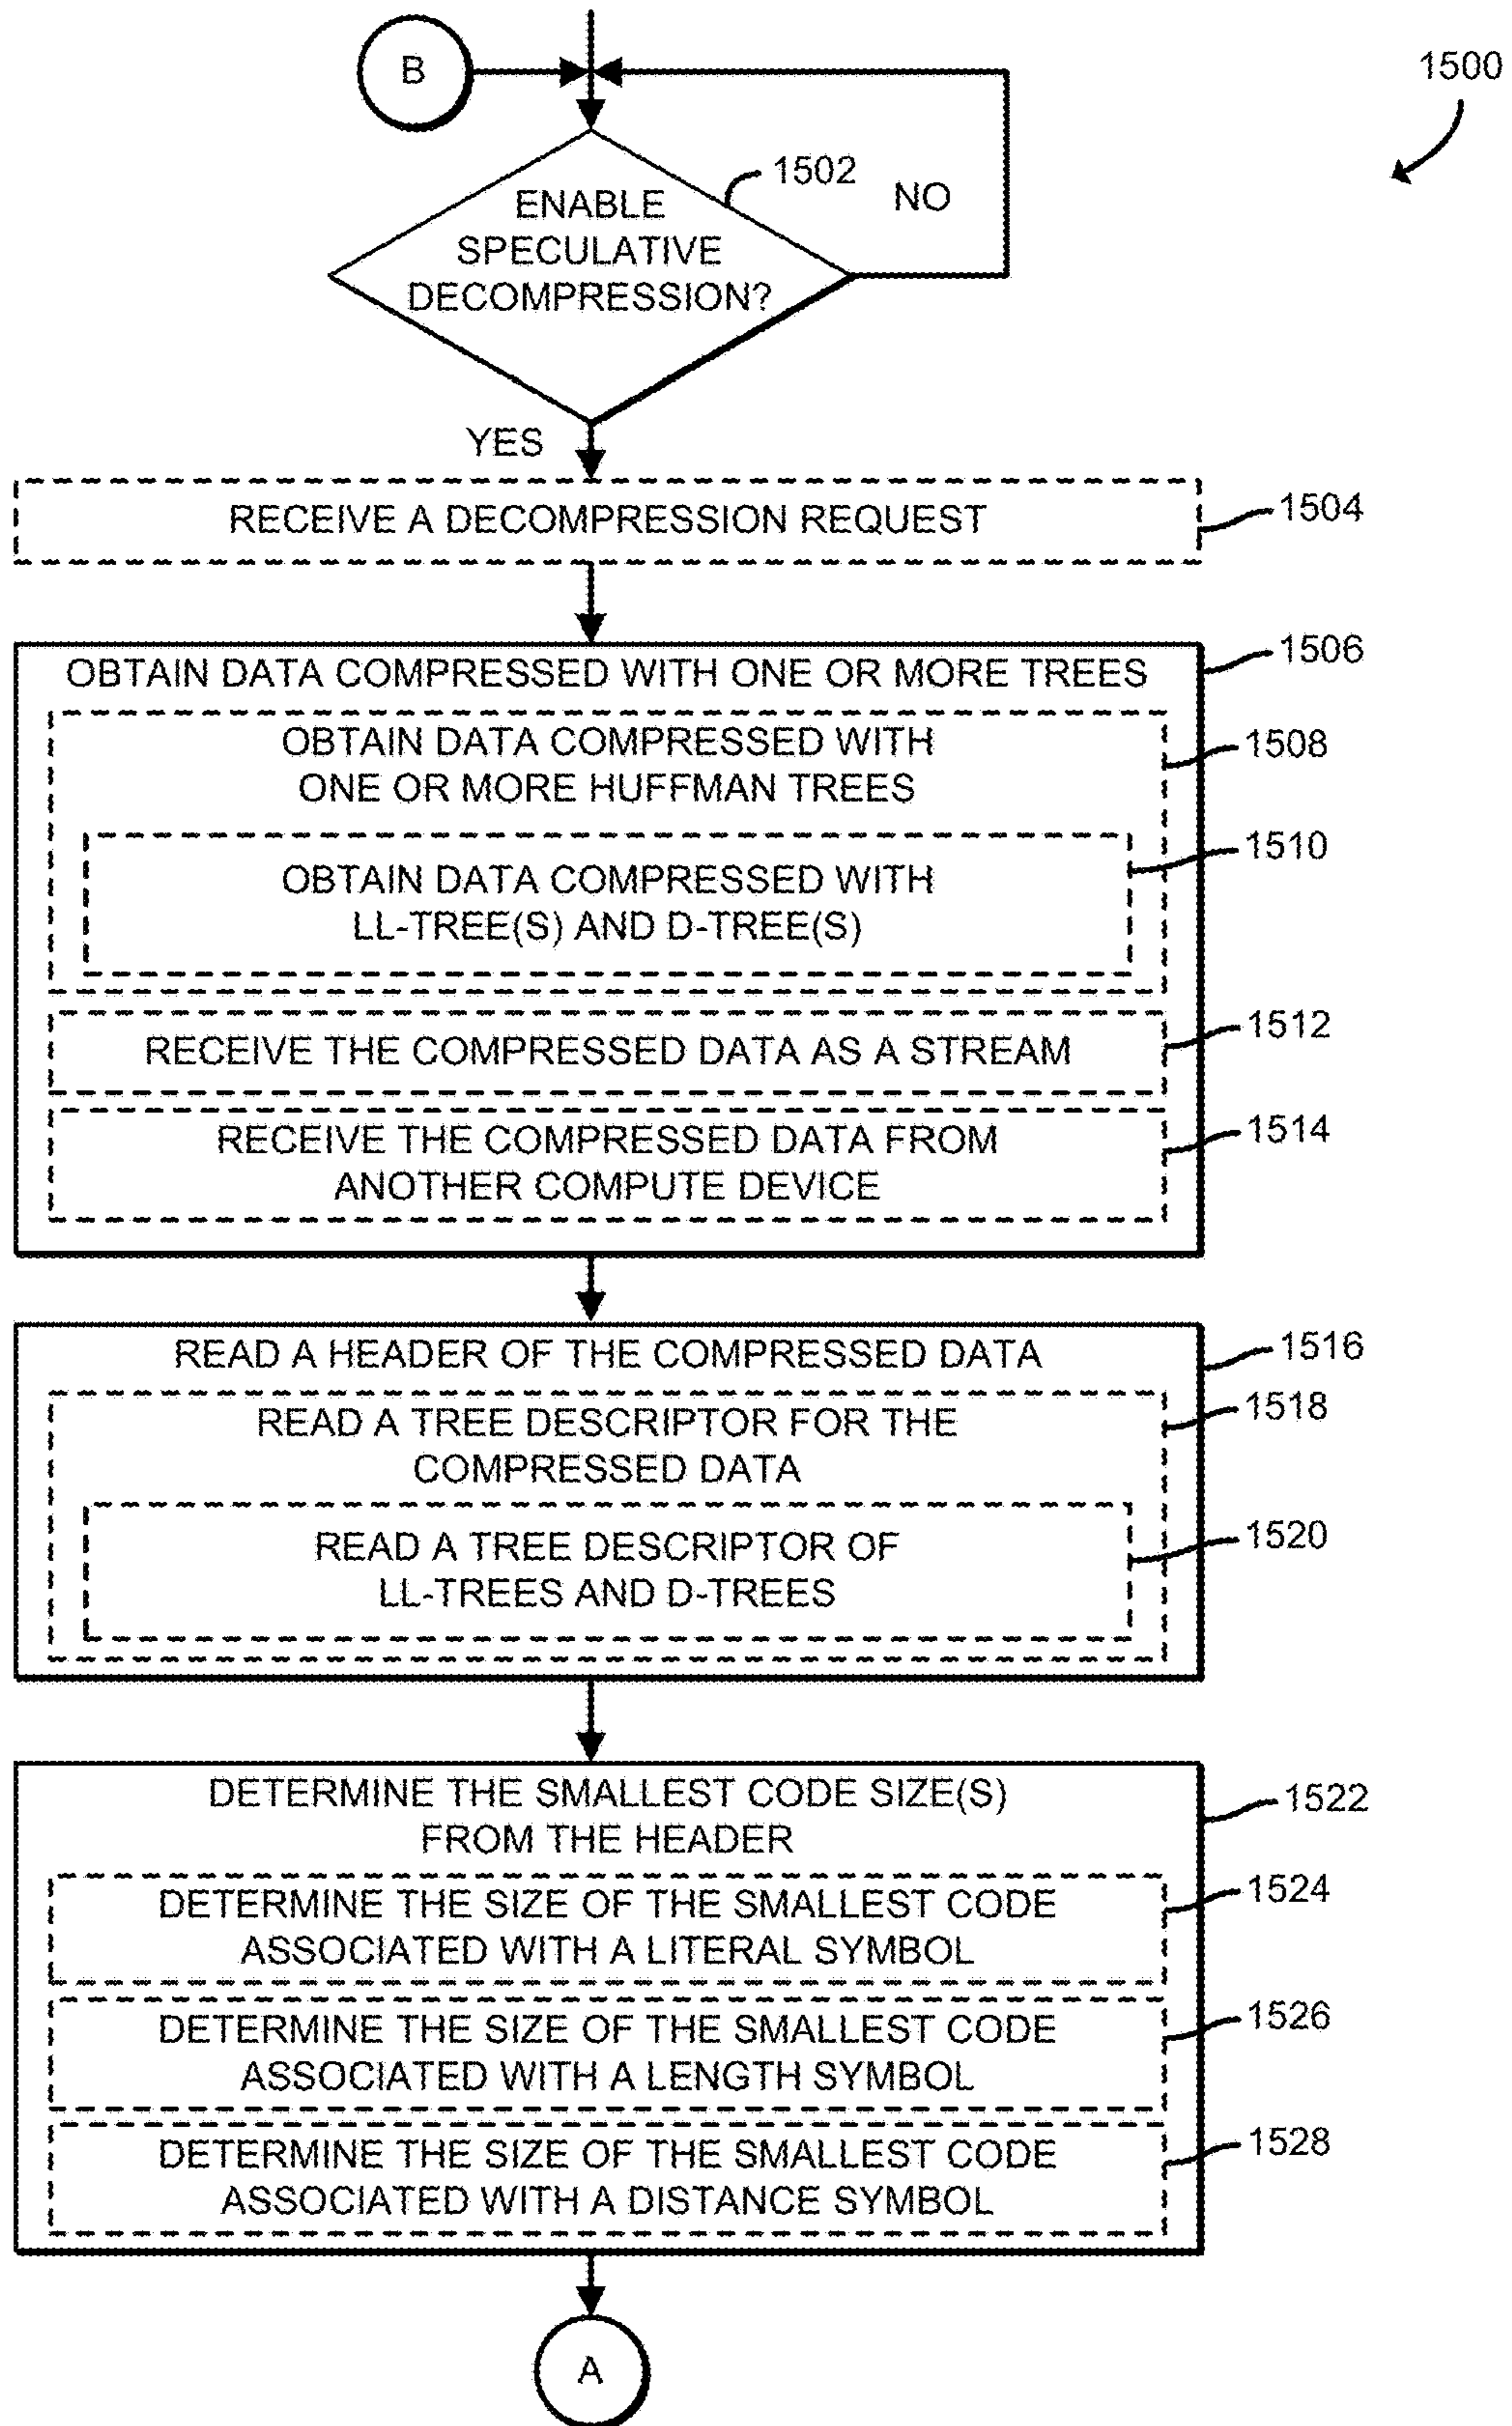 B
1500
1502
NO
ENABLE
SPECULATIVE
DECOMPRESSION?
YES
RECEIVE A DECOMPRESSION REQUEST
1504
OBTAIN DATA COMPRESSED WITH ONE OR MORE TREES
1506
OBTAIN DATA COMPRESSED WITH
ONE OR MORE HUFFMAN TREES
1508
OBTAIN DATA COMPRESSED WITH
LL-TREE(S) AND D-TREE(S)
1510
RECEIVE THE COMPRESSED DATA AS A STREAM
1512
RECEIVE THE COMPRESSED DATA FROM
ANOTHER COMPUTE DEVICE
1514
READ A HEADER OF THE COMPRESSED DATA
1516
READ A TREE DESCRIPTOR FOR THE
COMPRESSED DATA
1518
READ A TREE DESCRIPTOR OF
LL-TREES AND D-TREES
1520
DETERMINE THE SMALLEST CODE SIZE(S)
FROM THE HEADER
1522
DETERMINE THE SIZE OF THE SMALLEST CODE
ASSOCIATED WITH A LITERAL SYMBOL
1524
DETERMINE THE SIZE OF THE SMALLEST CODE
ASSOCIATED WITH A LENGTH SYMBOL
1526
DETERMINE THE SIZE OF THE SMALLEST CODE
ASSOCIATED WITH A DISTANCE SYMBOL
1528
A